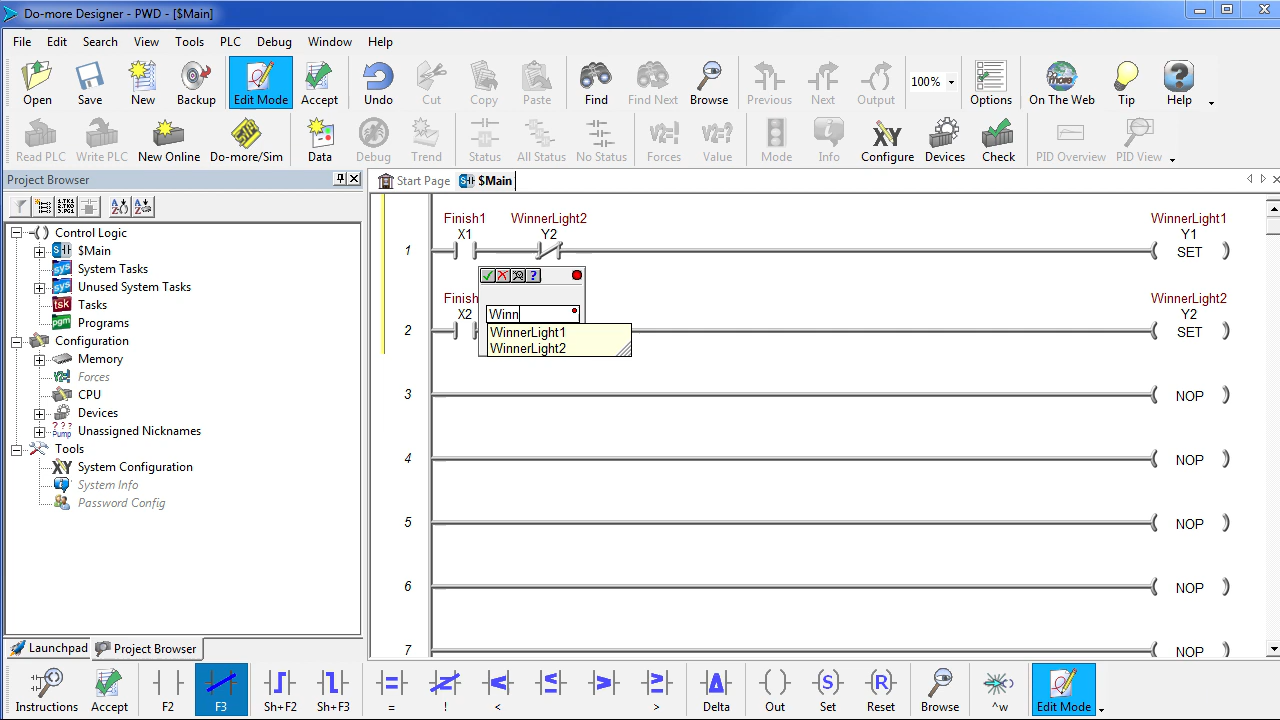 Do-more Designer - PWD - [$Main]
File Edit Search View Tools PLC Debug Window Help
Open Save New Backup Edit Mode Accept Undo Cut Copy Paste Find Find Next Browse Previous Next Output 100% Options On The Web Tip Help
Read PLC Write PLC New Online Do-more/Sim Data Debug Trend Status All Status No Status Forces Value Mode Info Configure Devices Check PID Overview PID View
Project Browser
Start Page $Main
Control Logic
$Main
System Tasks
Unused System Tasks
Tasks
Programs
Configuration
Memory
Forces
CPU
Devices
Unassigned Nicknames
Tools
System Configuration
System Info
Password Config
Finish1 WinnerLight2 WinnerLight1
X1 Y2 Y1
1 SET
Finish WinnerLight2
X2 Winn Y2
2 SET
WinnerLight1
WinnerLight2
3 NOP
4 NOP
5 NOP
6 NOP
7 NOP
Launchpad Project Browser
Instructions Accept F3 Sh+F2 Sh+F3 = ! < > Delta Out Set Reset Browse ^w Edit Mode